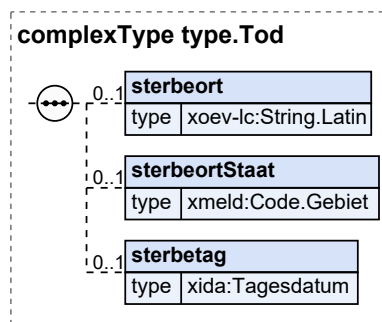 complexType type.Tod
0..1 sterbeort
type xoev-lc:String.Latin
0..1 sterbeortStaat
type xmeld:Code.Gebiet
0..1 sterbetag
type xida:Tagesdatum